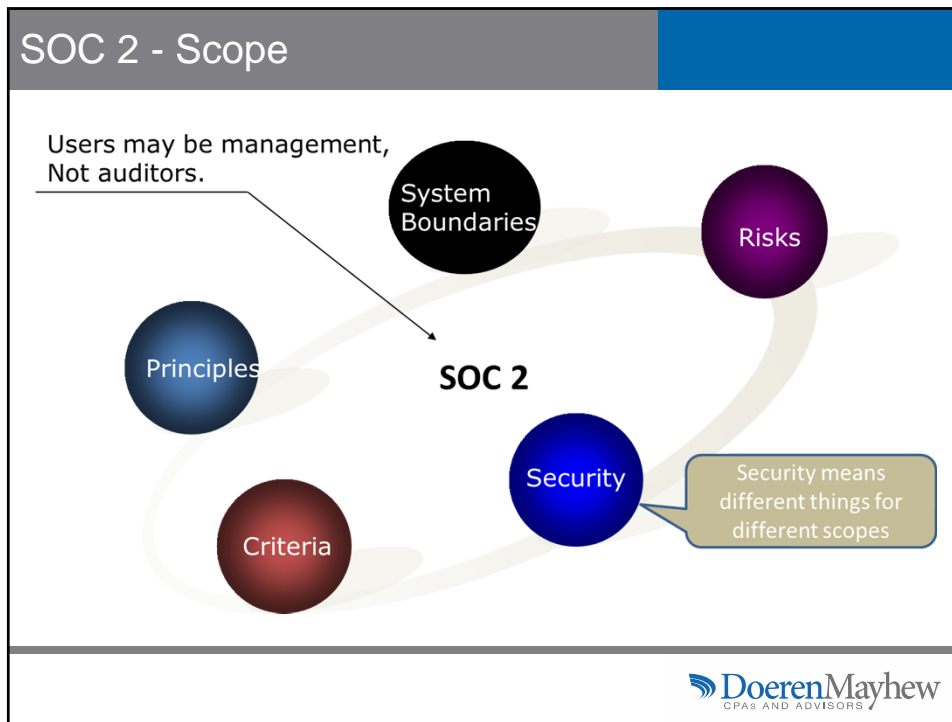 SOC 2 - Scope
Users may be management,
Not auditors.
System
Boundaries
Risks
Principles
SOC 2
Security
Security means
different things for
different scopes
Criteria
DoerenMayhew
CPAs AND ADVISORS